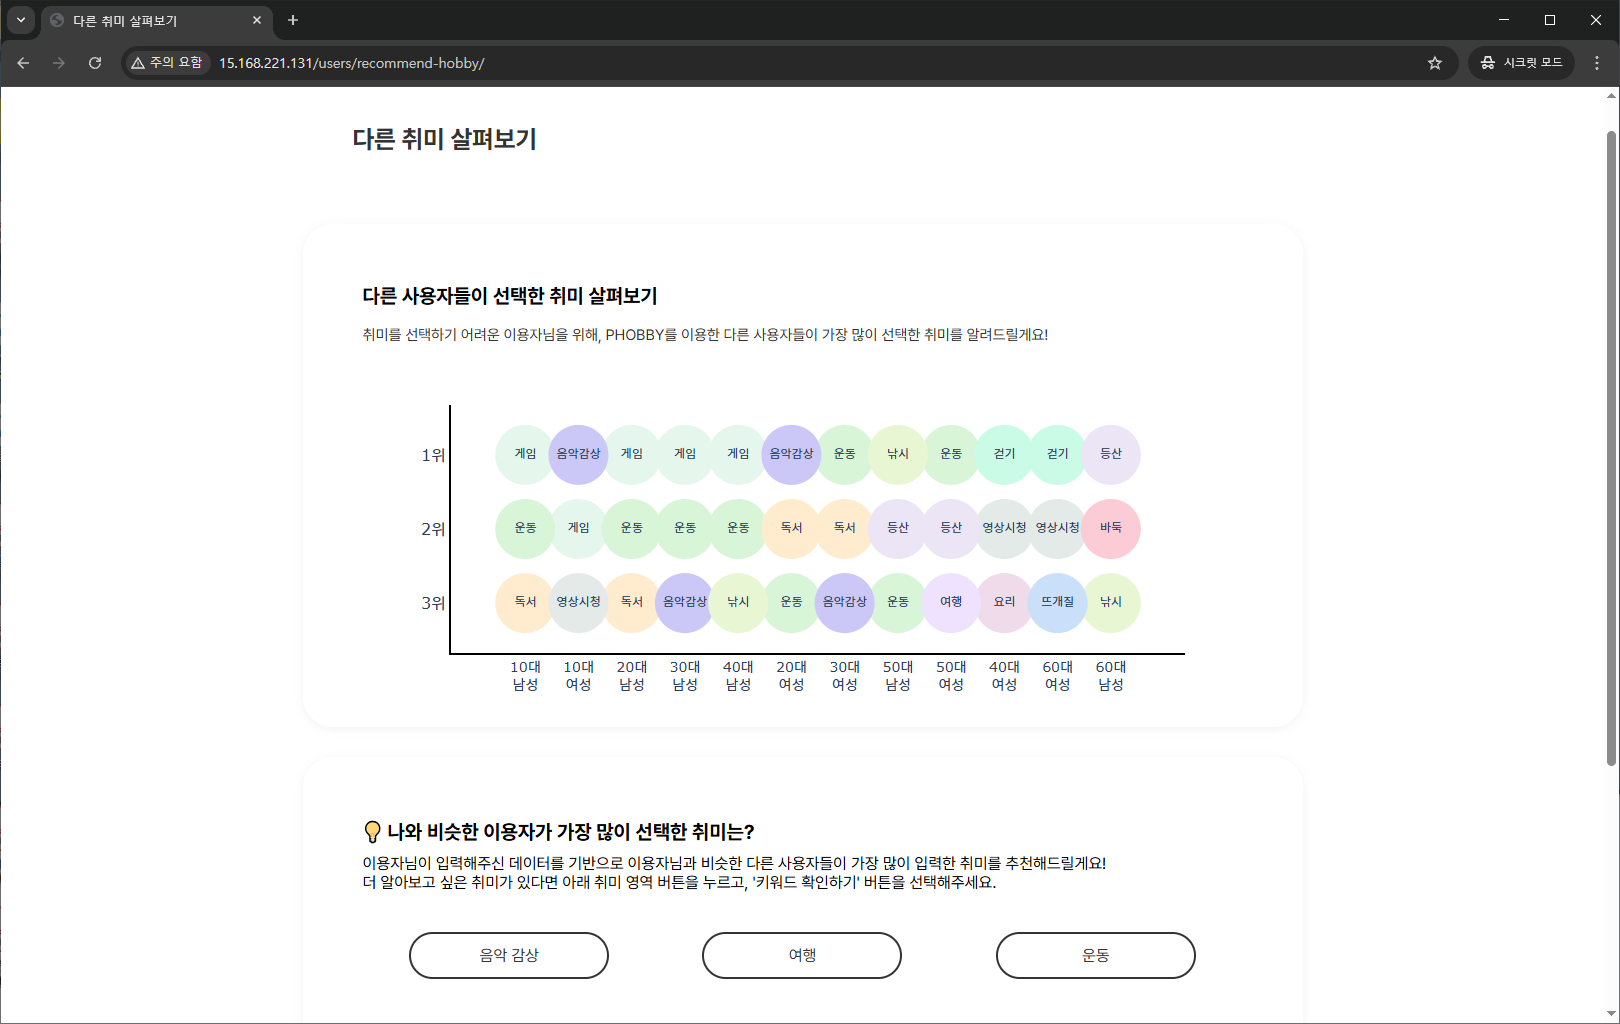 다른 취미 살펴보기
주의 요함
15.168.221.131/users/recommend-hobby/
시크릿 모드
다른 취미 살펴보기
다른 사용자들이 선택한 취미 살펴보기
취미를 선택하기 어려운 이용자님을 위해, PHOBBY를 이용한 다른 사용자들이 가장 많이 선택한 취미를 알려드릴게요!
1위 게임 음악감상 게임 게임 게임 음악감상 운동 낚시 운동 걷기 걷기 등산
2위 운동 게임 운동 운동 운동 독서 독서 등산 등산 영상시청 영상시청 바둑
3위 독서 영상시청 독서 음악감상 낚시 운동 음악감상 운동 여행 요리 뜨개질 낚시
10대 10대 20대 30대 40대 20대 30대 50대 50대 40대 60대 60대
남성 여성 남성 남성 남성 여성 여성 남성 여성 여성 여성 남성
나와 비슷한 이용자가 가장 많이 선택한 취미는?
이용자님이 입력해주신 데이터를 기반으로 이용자님과 비슷한 다른 사용자들이 가장 많이 입력한 취미를 추천해드릴게요!
더 알아보고 싶은 취미가 있다면 아래 취미 영역 버튼을 누르고, '키워드 확인하기' 버튼을 선택해주세요.
음악 감상 여행 운동